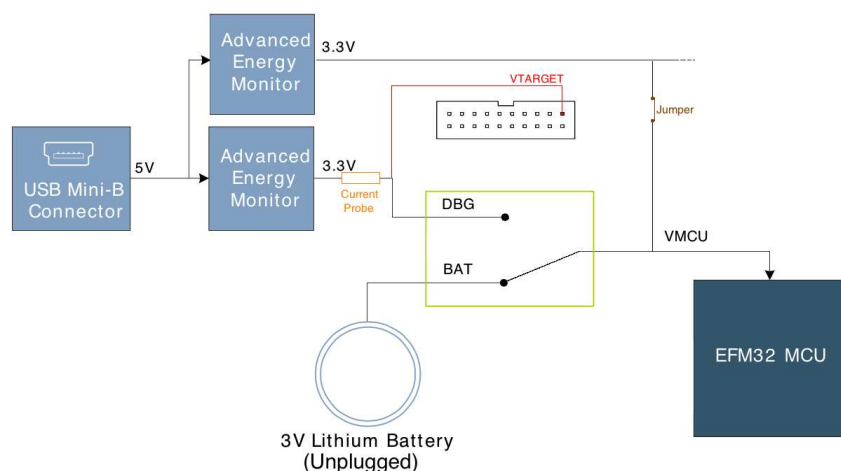 Advanced
Energy
Monitor
3.3V
VTARGET
Jumper
USB Mini-B
Connector
5V
Advanced
Energy
Monitor
3.3V
Current
Probe
DBG
BAT
VMCU
EFM32 MCU
3V Lithium Battery
(Unplugged)